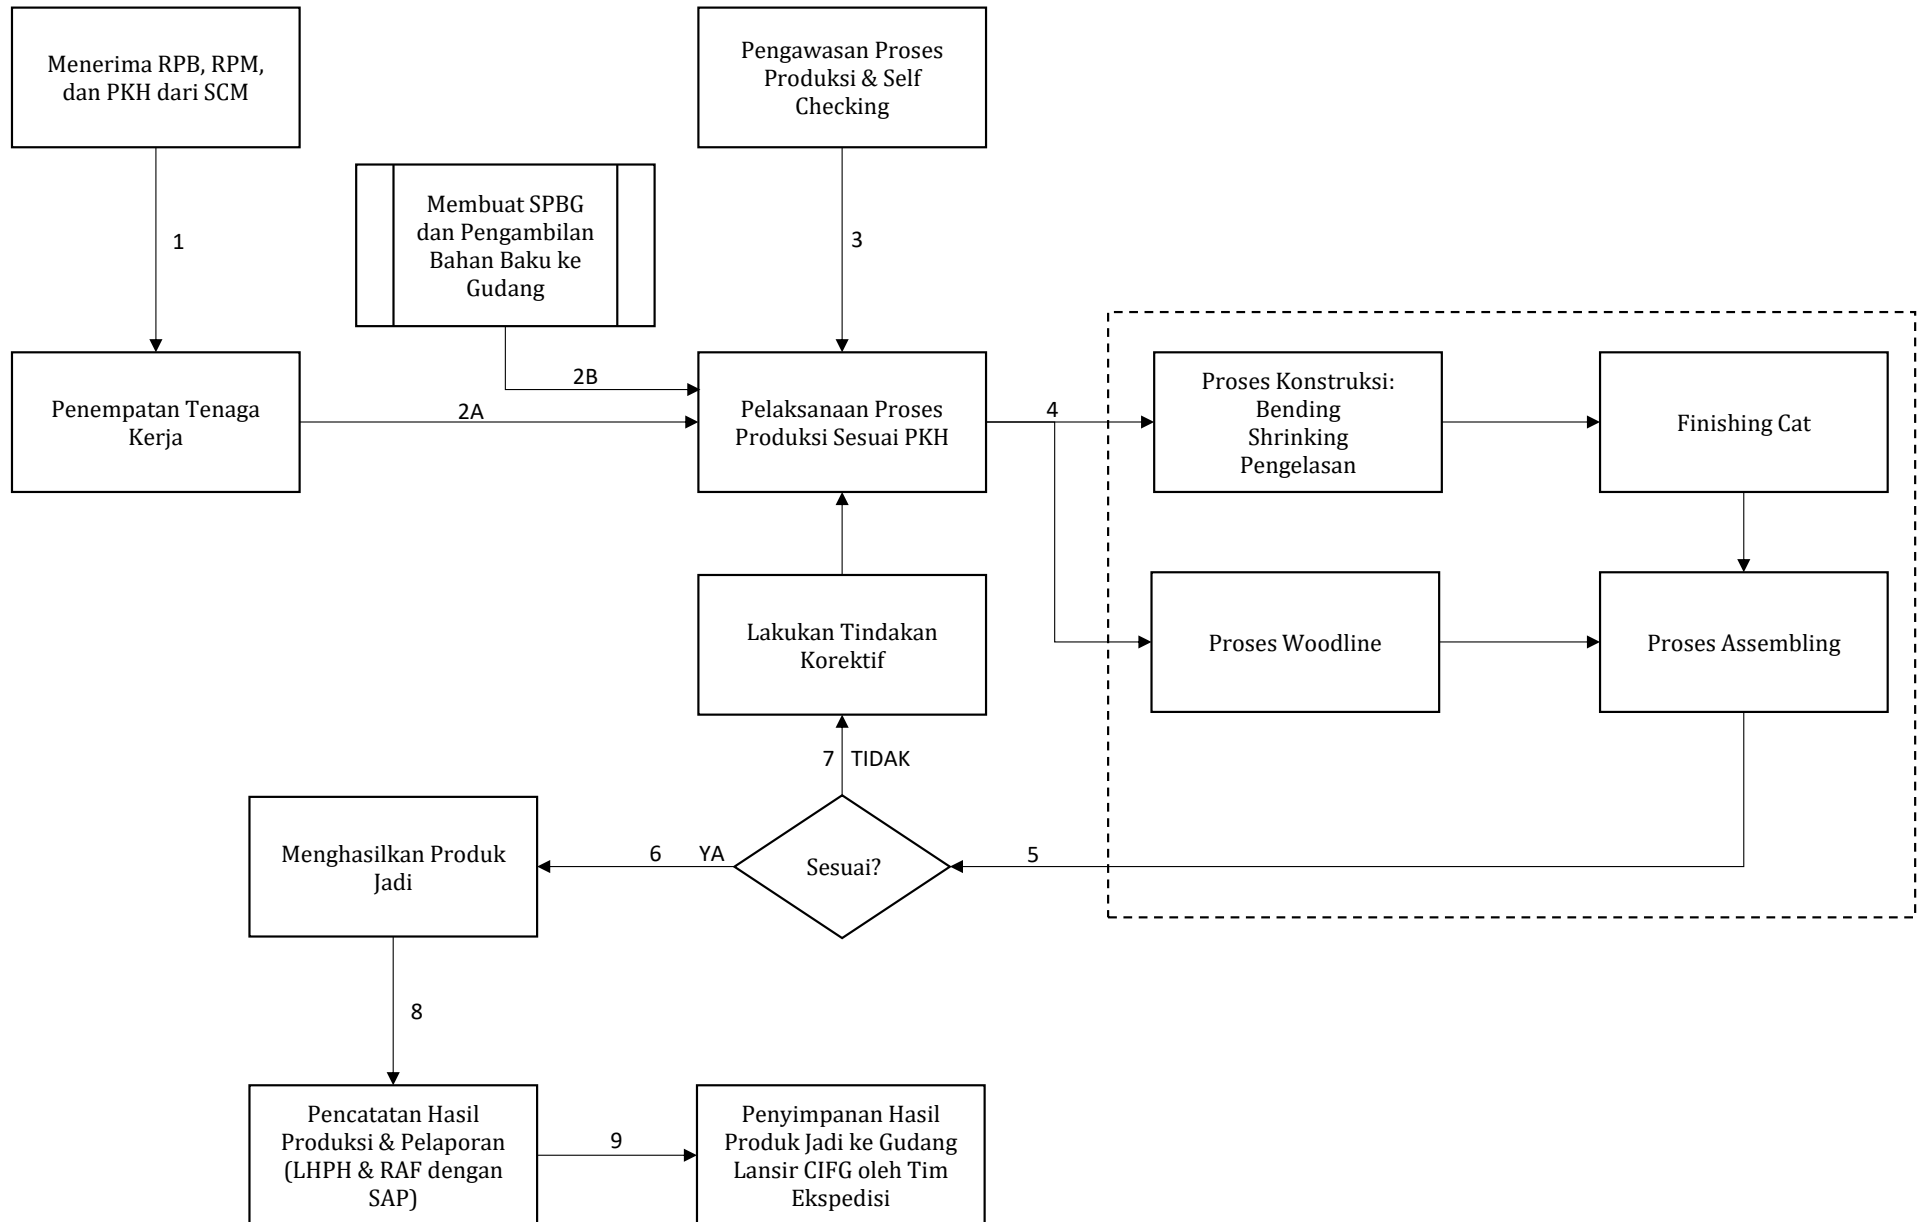 Menerima RPB, RPM,
dan PKH dari SCM
Pengawasan Proses
Produksi & Self
Checking
Membuat SPBG
dan Pengambilan
Bahan Baku ke
Gudang
1
3
2B
Penempatan Tenaga
Kerja
2A
Pelaksanaan Proses
Produksi Sesuai PKH
4
Proses Konstruksi:
Bending
Shrinking
Pengelasan
Finishing Cat
Lakukan Tindakan
Korektif
Proses Woodline
Proses Assembling
7 TIDAK
Menghasilkan Produk
Jadi
6 YA
Sesuai?
5
8
Pencatatan Hasil
Produksi & Pelaporan
(LHPH & RAF dengan
SAP)
9
Penyimpanan Hasil
Produk Jadi ke Gudang
Lansir CIFG oleh Tim
Ekspedisi